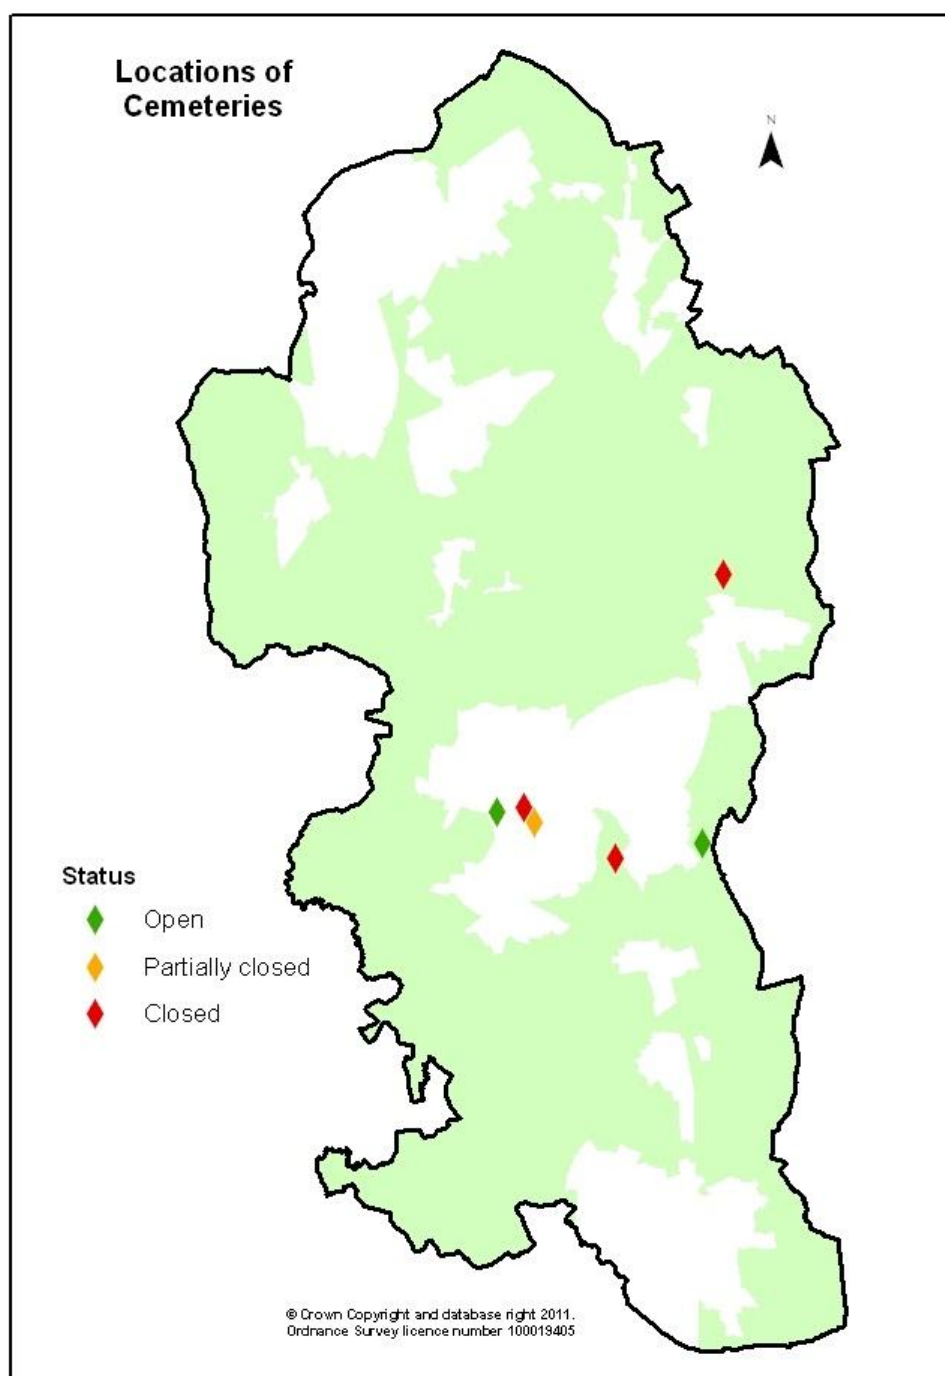 Locations of
Cemeteries
N
Status
Open
Partially closed
Closed
© Crown Copyright and database right 2011.
Ordnance Survey licence number 100019405